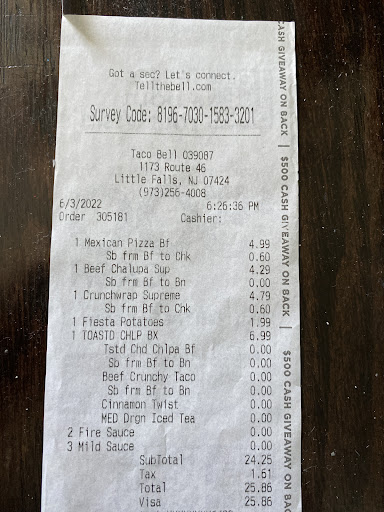 Got a sec? Let's connect.
Tellthebell.com
Survey Code: 8196-7030-1583-3201
Taco Bell 039087
1173 Route 46
Little Falls, NJ 07424
(973)256-4008
6/3/2022 6:26:36 PM
Order 305181 Cashier:
1 Mexican Pizza Bf 4.99
Sb frm Bf to Chk 0.60
1 Beef Chalupa Sup 4.29
Sb frm Bf to Bn 0.00
1 Crunchwrap Supreme 4.79
Sb frm Bf to Chk 0.60
1 Fiesta Potatoes 1.99
1 TOASTD CHLP BX 6.99
Tstd Chd Chlpa Bf 0.00
Sb frm Bf to Bn 0.00
Beef Crunchy Taco 0.00
Sb frm Bf to Bn 0.00
Cinnamon Twist 0.00
MED Drgn Iced Tea 0.00
2 Fire Sauce 0.00
3 Mild Sauce 0.00
SubTotal 24.25
Tax 1.61
Total 25.86
Visa 25.86
CASH GIVEAWAY ON BACK | $500 CASH GIVEAWAY ON BACK | $500 CASH GIVEAWAY ON BAC